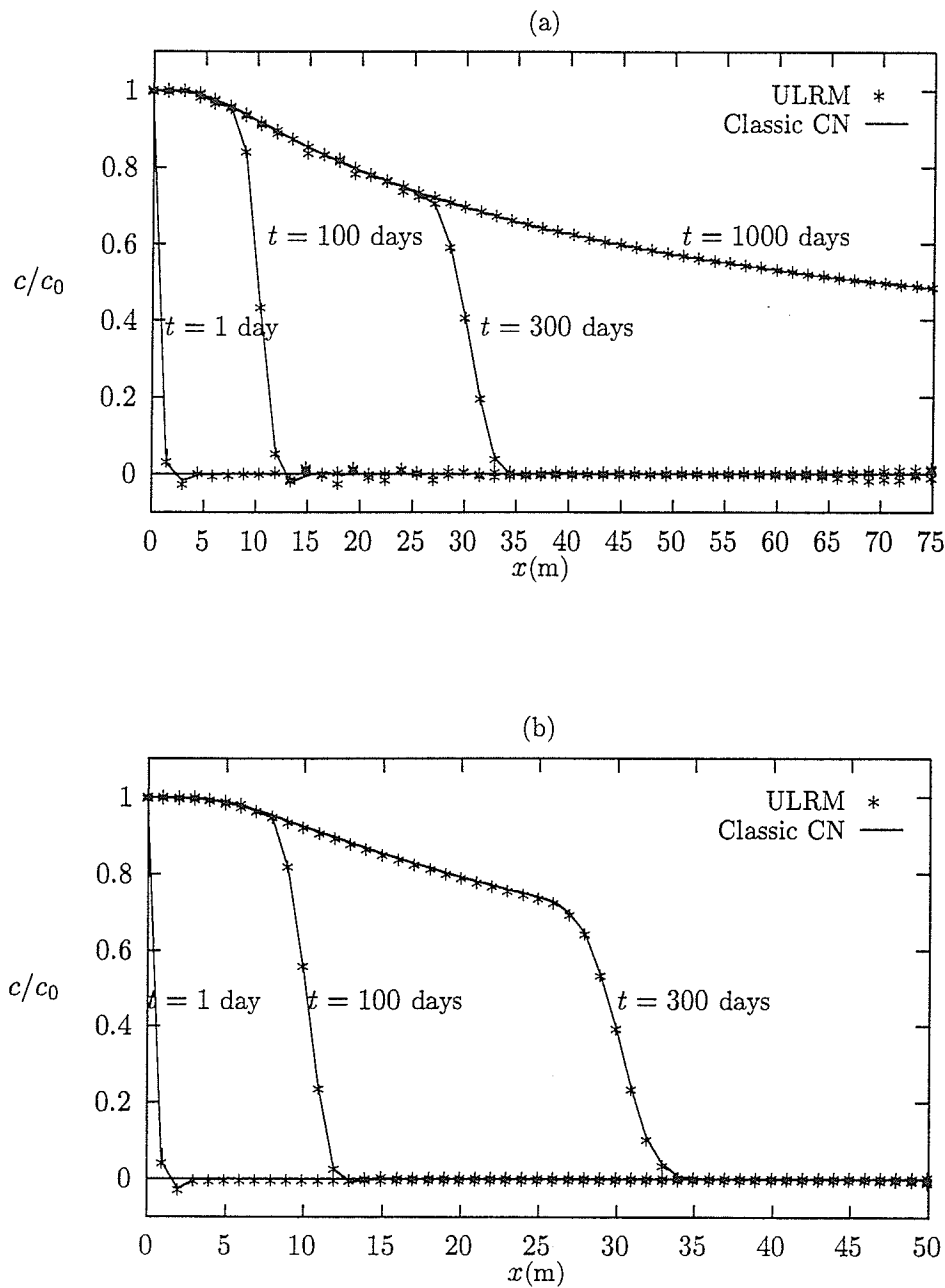 (a)
ULRM *
Classic CN
1
0.8
0.6
0.4
0.2
0
c/c0
t = 100 days
t = 1000 days
t = 1 day
t = 300 days
0 5 10 15 20 25 30 35 40 45 50 55 60 65 70 75
x(m)
(b)
ULRM *
Classic CN
1
0.8
0.6
0.4
0.2
0
c/c0
t = 1 day
t = 100 days
t = 300 days
0 5 10 15 20 25 30 35 40 45 50
x(m)